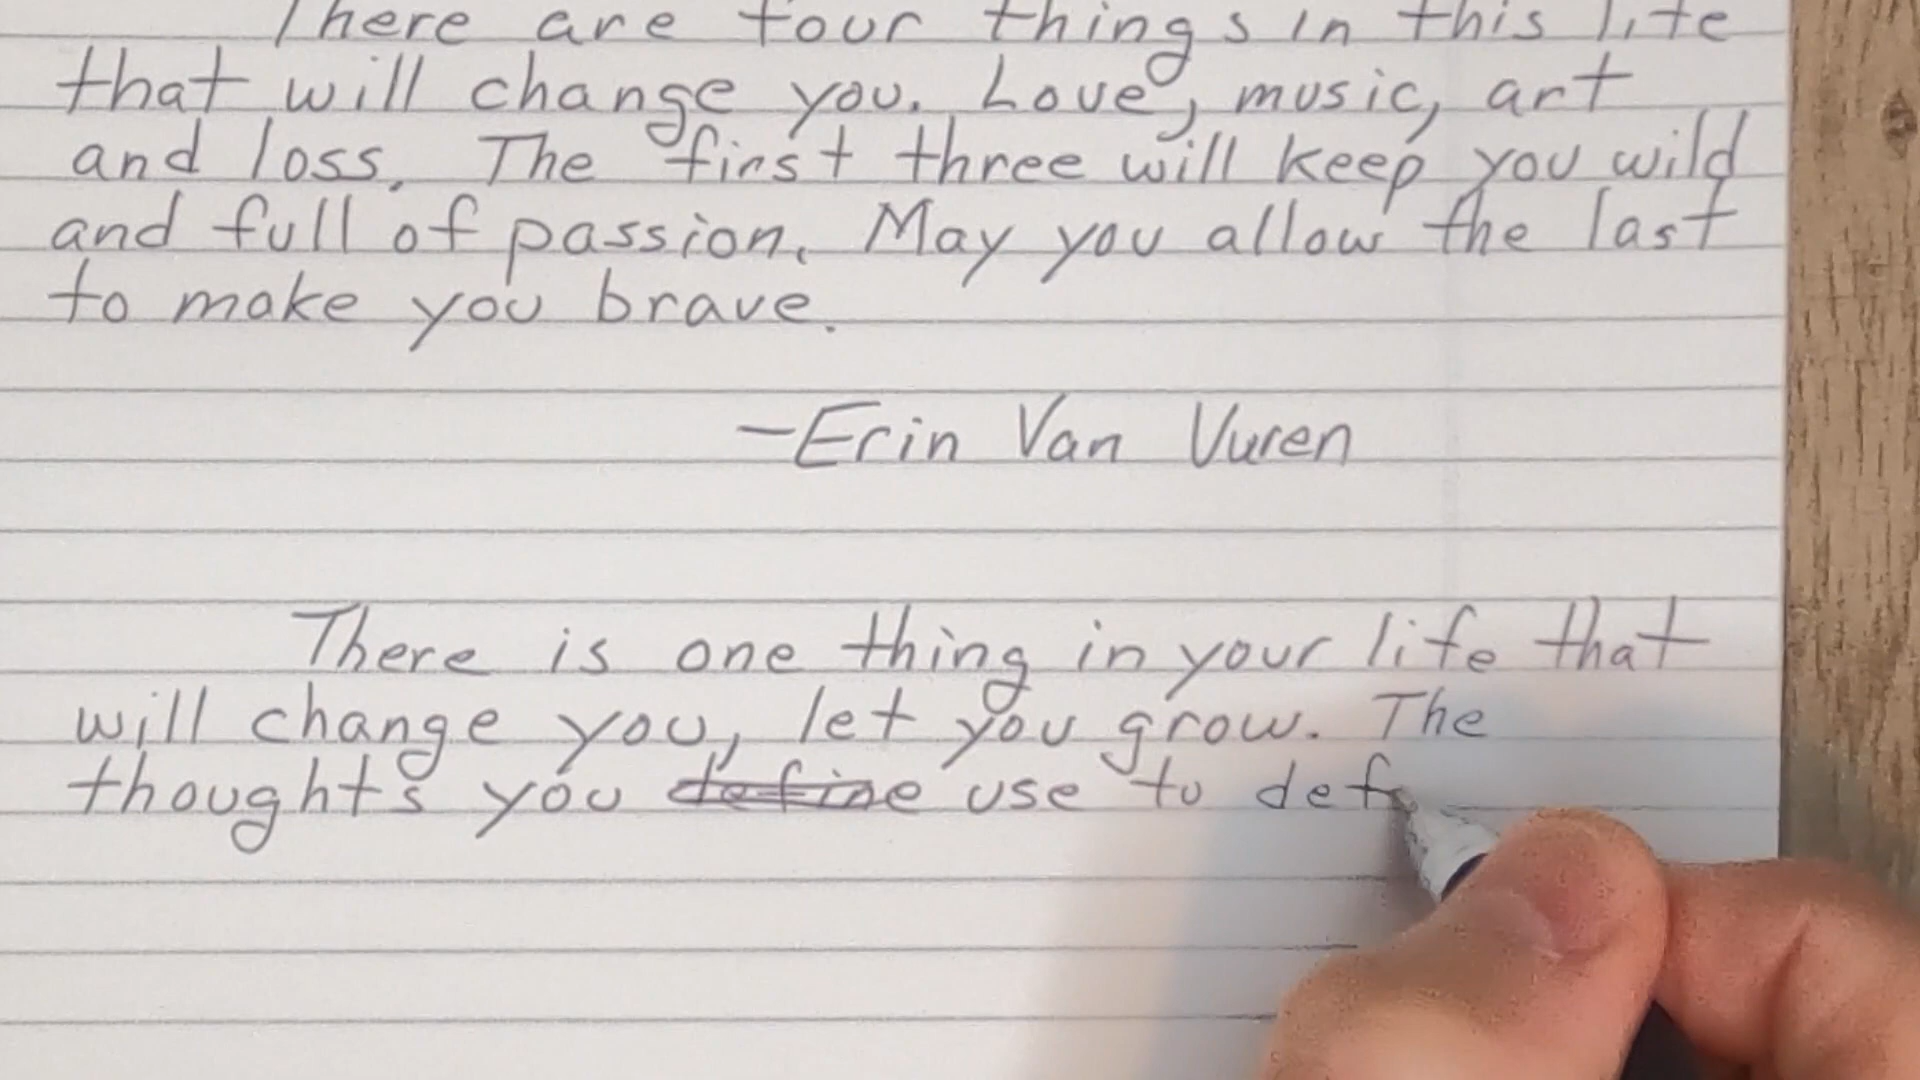 There are four things in this life
that will change you. Love, music, art
and loss. The first three will keep you wild
and full of passion. May you allow the last
to make you brave.
-Erin Van Vuren
There is one thing in your life that
will change you, let you grow. The
thoughts you define use to def